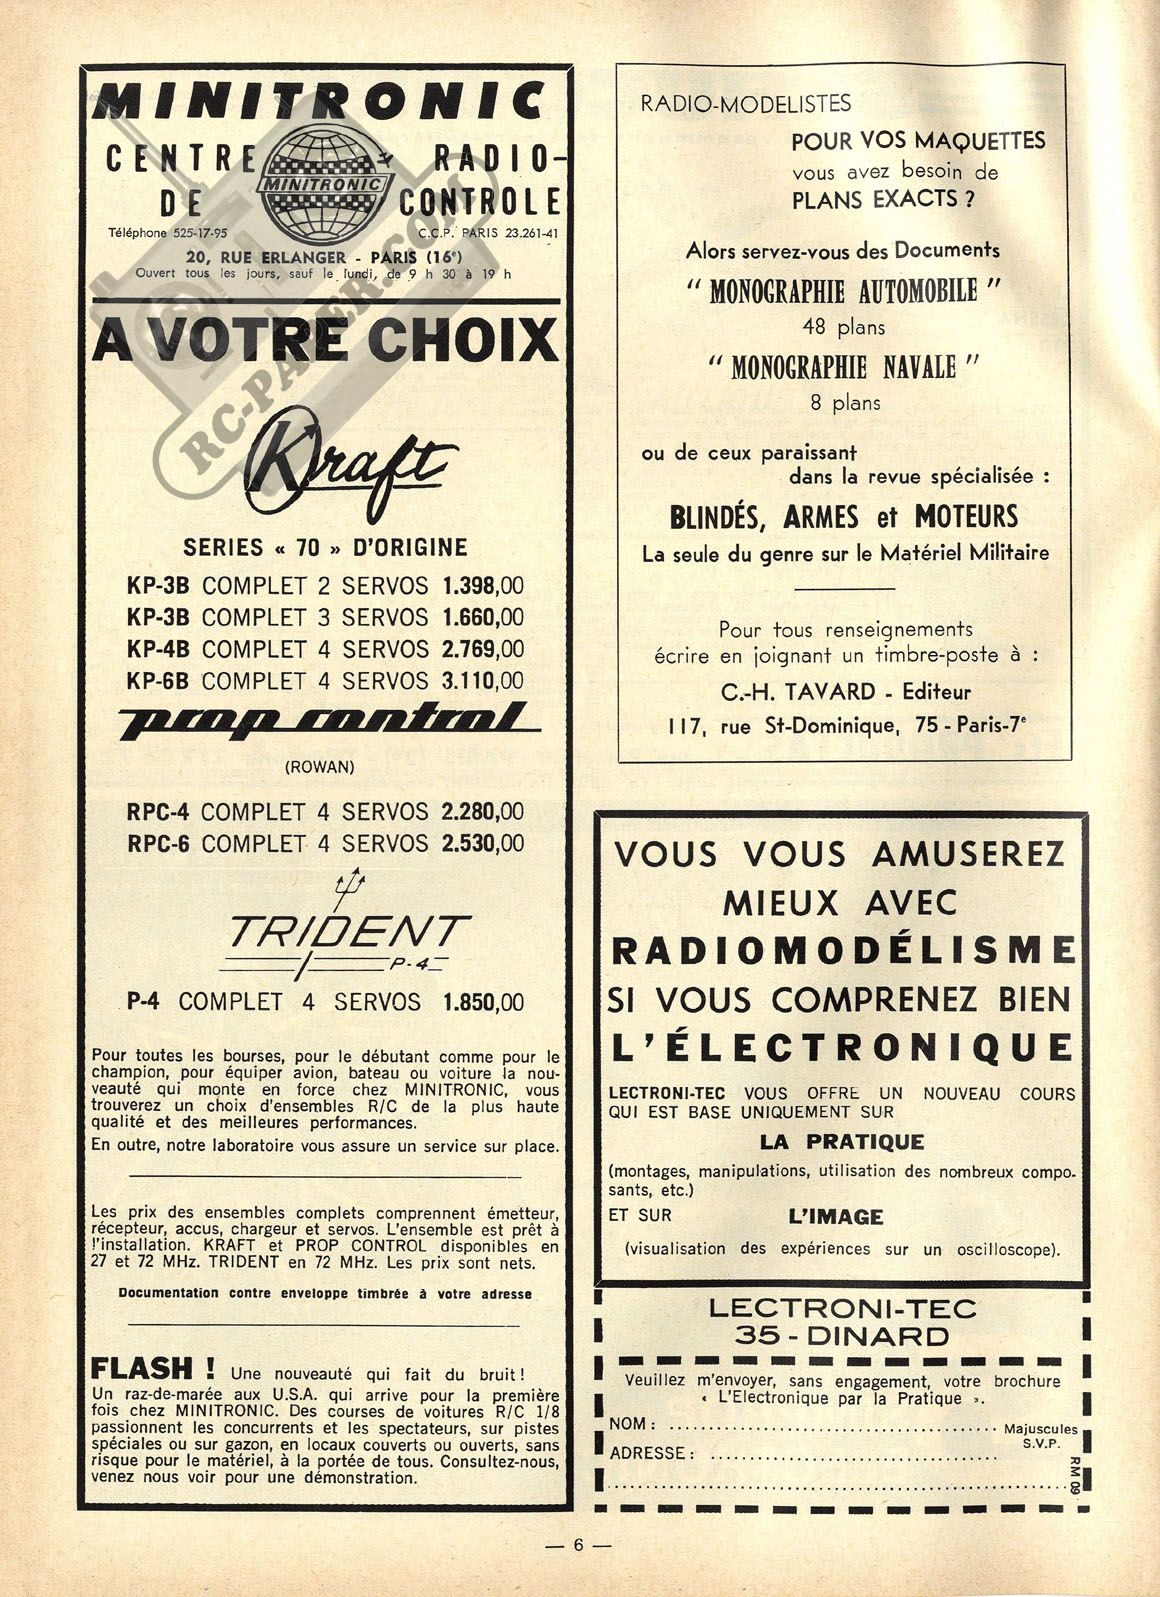 MINITRONIC
CENTRE RADIO-
DE CONTROLE
MINITRONIC
Téléphone 525-17-95 C.C.P. PARIS 23.261-41
20, RUE ERLANGER - PARIS (16e)
Ouvert tous les jours, sauf le lundi, de 9 h 30 à 19 h
A VOTRE CHOIX
RC-PAPER.COM
Kraft
SERIES « 70 » D'ORIGINE
KP-3B COMPLET 2 SERVOS 1.398,00
KP-3B COMPLET 3 SERVOS 1.660,00
KP-4B COMPLET 4 SERVOS 2.769,00
KP-6B COMPLET 4 SERVOS 3.110,00
prop control
(ROWAN)
RPC-4 COMPLET 4 SERVOS 2.280,00
RPC-6 COMPLET 4 SERVOS 2.530,00
TRIDENT
P-4
P-4 COMPLET 4 SERVOS 1.850,00
Pour toutes les bourses, pour le débutant comme pour le
champion, pour équiper avion, bateau ou voiture la nou-
veauté qui monte en force chez MINITRONIC, vous
trouverez un choix d'ensembles R/C de la plus haute
qualité et des meilleures performances.
En outre, notre laboratoire vous assure un service sur place.
Les prix des ensembles complets comprennent émetteur,
récepteur, accus, chargeur et servos. L'ensemble est prêt à
l'installation. KRAFT et PROP CONTROL disponibles en
27 et 72 MHz. TRIDENT en 72 MHz. Les prix sont nets.
Documentation contre enveloppe timbrée à votre adresse
FLASH ! Une nouveauté qui fait du bruit !
Un raz-de-marée aux U.S.A. qui arrive pour la première
fois chez MINITRONIC. Des courses de voitures R/C 1/8
passionnent les concurrents et les spectateurs, sur pistes
spéciales ou sur gazon, en locaux couverts ou ouverts, sans
risque pour le matériel, à la portée de tous. Consultez-nous,
venez nous voir pour une démonstration.
RADIO-MODELISTES
POUR VOS MAQUETTES
vous avez besoin de
PLANS EXACTS ?
Alors servez-vous des Documents
" MONOGRAPHIE AUTOMOBILE "
48 plans
" MONOGRAPHIE NAVALE "
8 plans
ou de ceux paraissant
dans la revue spécialisée :
BLINDÉS, ARMES et MOTEURS
La seule du genre sur le Matériel Militaire
Pour tous renseignements
écrire en joignant un timbre-poste à :
C.-H. TAVARD - Editeur
117, rue St-Dominique, 75 - Paris-7e
VOUS VOUS AMUSEREZ
MIEUX AVEC
RADIOMODÉLISME
SI VOUS COMPRENEZ BIEN
L'ÉLECTRONIQUE
LECTRONI-TEC VOUS OFFRE UN NOUVEAU COURS
QUI EST BASE UNIQUEMENT SUR
LA PRATIQUE
(montages, manipulations, utilisation des nombreux compo-
sants, etc.)
ET SUR L'IMAGE
(visualisation des expériences sur un oscilloscope).
LECTRONI-TEC
35 - DINARD
Veuillez m'envoyer, sans engagement, votre brochure
« L'Electronique par la Pratique ».
NOM : ........................................ Majuscules
S.V.P.
ADRESSE : ...................................
RM 09
— 6 —